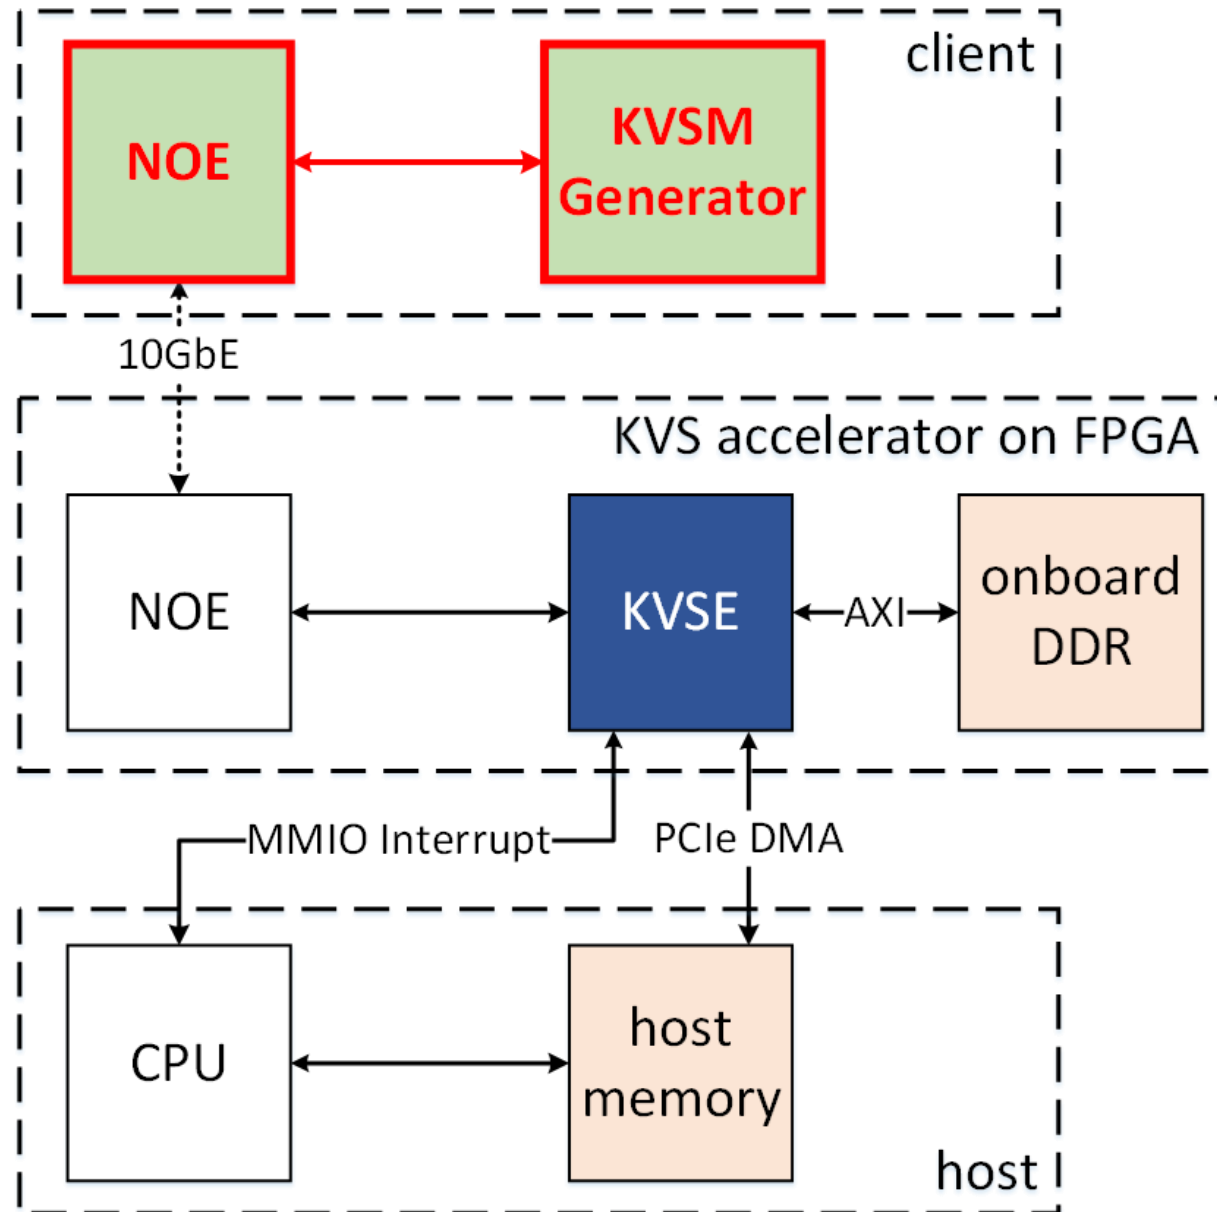 client
NOE
KVSM
Generator
10GbE
KVS accelerator on FPGA
NOE
KVSE
AXI
onboard
DDR
MMIO Interrupt
PCIe DMA
CPU
host
memory
host